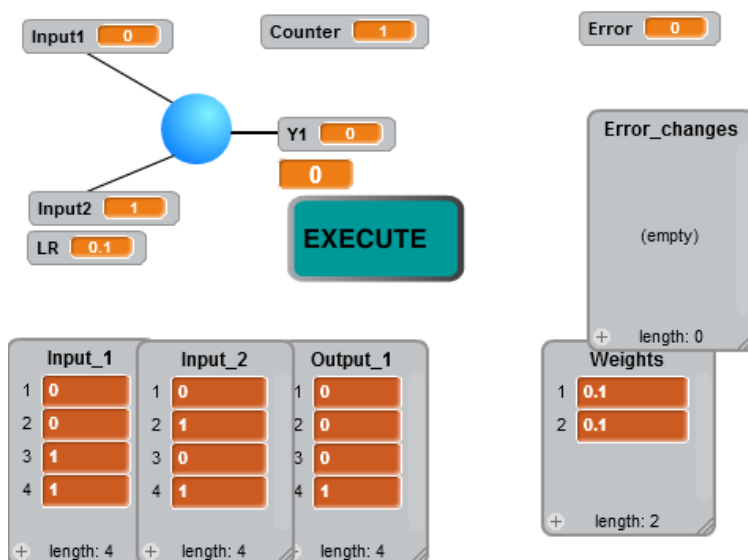 Input1 0
Counter 1
Error 0
Y1 0
0
Input2 1
LR 0.1
EXECUTE
Error_changes
(empty)
+ length: 0
Input_1
1 0
2 0
3 1
4 1
+ length: 4
Input_2
1 0
2 1
3 0
4 1
+ length: 4
Output_1
1 0
2 0
3 0
4 1
+ length: 4
Weights
1 0.1
2 0.1
+ length: 2